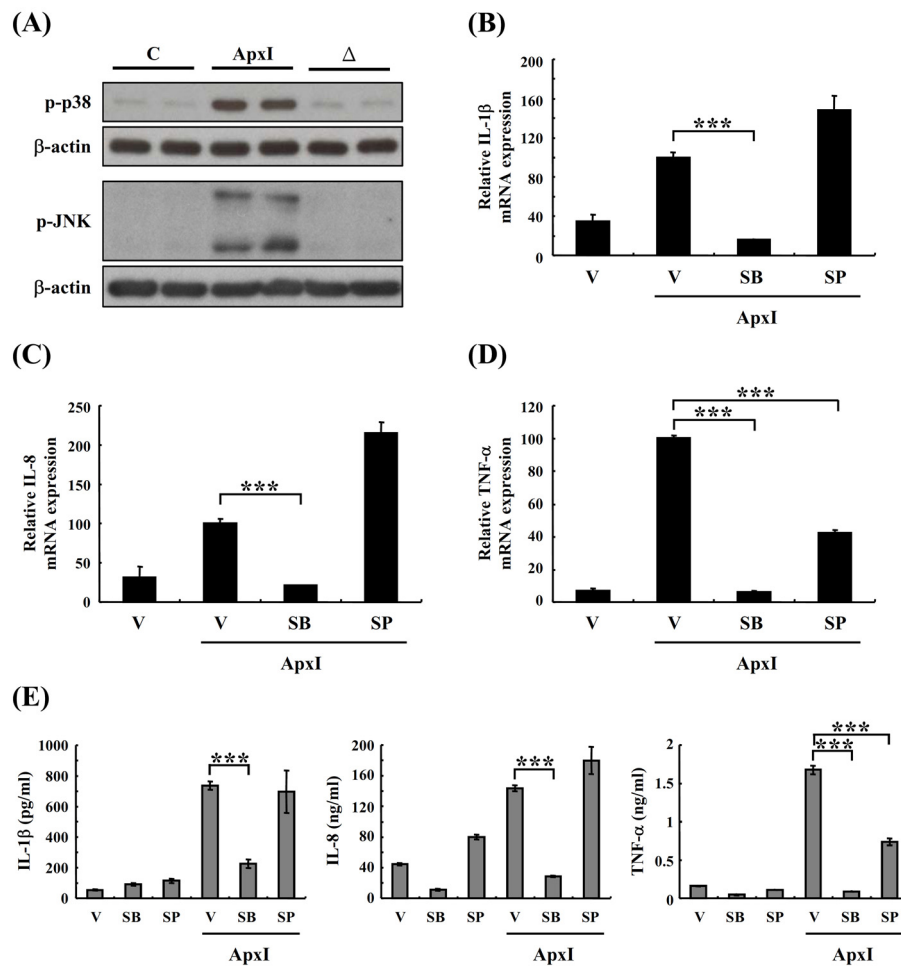 (A)
C ApxI Δ
p-p38
β-actin
p-JNK
β-actin
(B)
Relative IL-1β
mRNA expression
200
160
120
80
40
0
***
V V SB SP
ApxI
(C)
Relative IL-8
mRNA expression
250
200
150
100
50
0
***
V V SB SP
ApxI
(D)
Relative TNF-α
mRNA expression
120
100
80
60
40
20
0
***
***
V V SB SP
ApxI
(E)
IL-1β (pg/ml)
1000
800
600
400
200
0
***
V SB SP V SB SP
ApxI
IL-8 (ng/ml)
200
160
120
80
40
0
***
V SB SP V SB SP
ApxI
TNF-α (ng/ml)
2
1.5
1
0.5
0
***
***
V SB SP V SB SP
ApxI